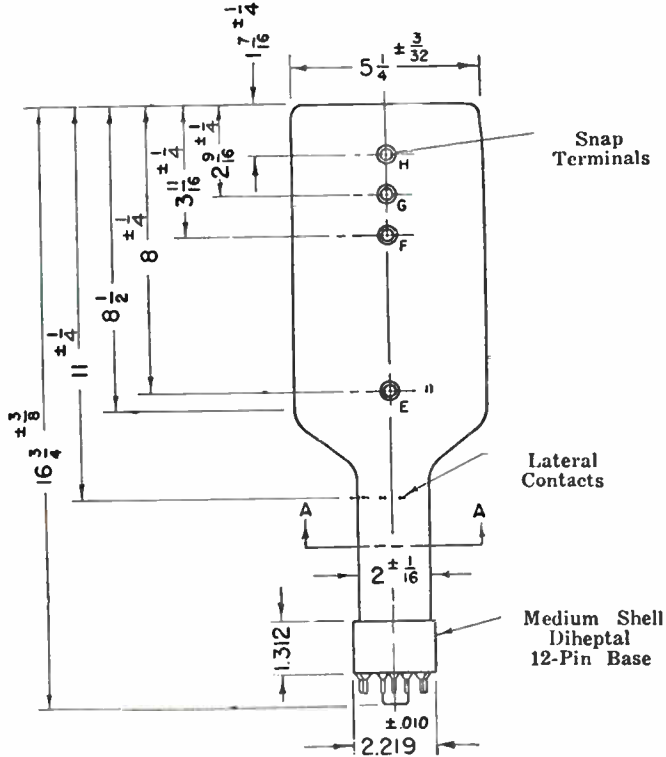 1 7/16 ± 1/4
5 1/4 ± 3/32
Snap
Terminals
H
G
F
2 9/16 ± 1/4
3 11/16 ± 1/4
8 ± 1/4
8 1/2
11 ± 1/4
16 3/4 ± 3/8
E
Lateral
Contacts
A
A
2 ± 1/16
1.312
Medium Shell
Diheptal
12-Pin Base
±.010
2.219